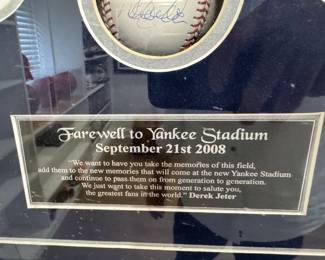 Farewell to Yankee Stadium
September 21st 2008
"We want to have you take the memories of this field,
add them to the new memories that will come at the new Yankee Stadium
and continue to pass them on from generation to generation.
We just want to take this moment to salute you,
the greatest fans in the world." Derek Jeter